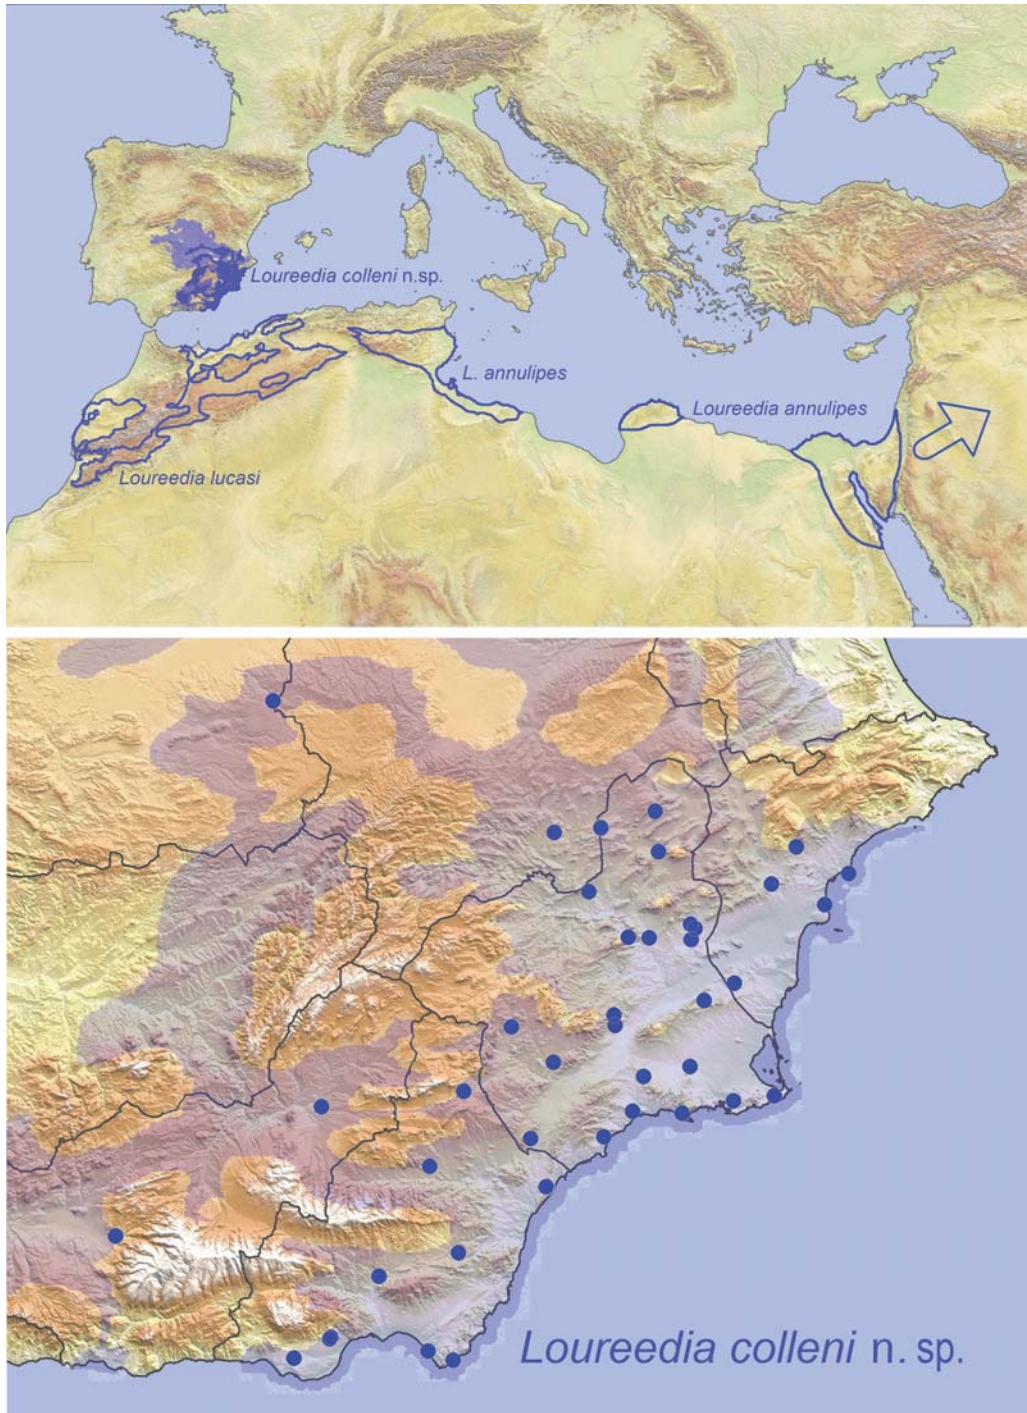 Loureedia colleni n.sp.
L. annulipes
Loureedia annulipes
Loureedia lucasi
Loureedia colleni n. sp.